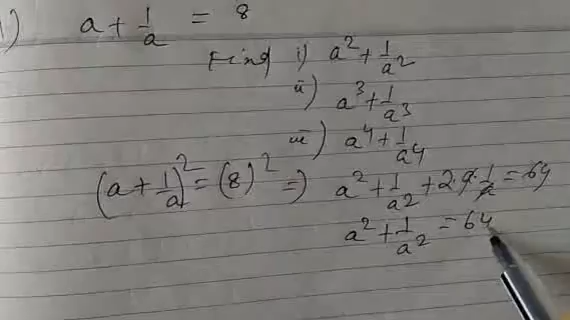 1) a + 1/a = 8
Find i) a² + 1/a²
ii) a³ + 1/a³
iii) a⁴ + 1/a⁴
(a + 1/a)² = (8)² ⇒ a² + 1/a² + 2·a·1/a = 64
a² + 1/a² = 64